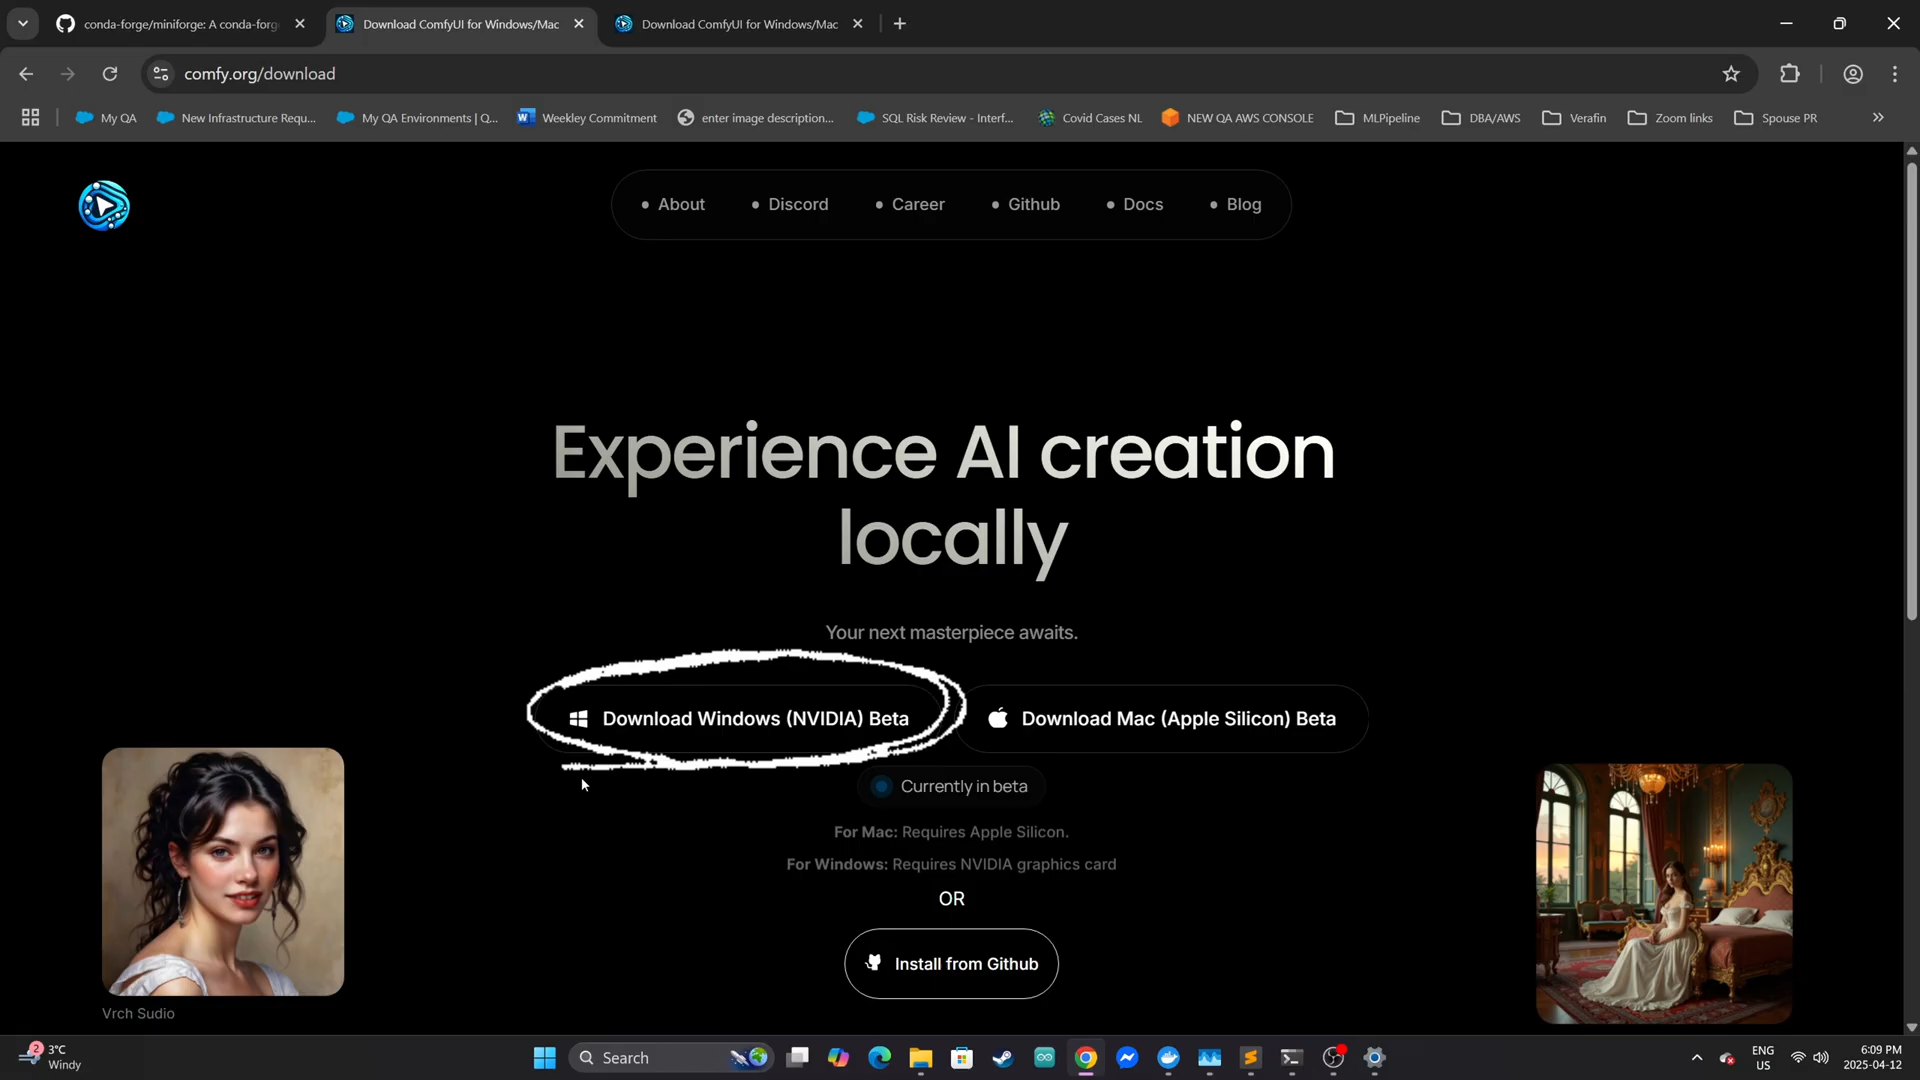 conda-forge/miniforge: A conda-forg
Download ComfyUI for Windows/Mac
Download ComfyUI for Windows/Mac
comfy.org/download
My QA
New Infrastructure Requ...
My QA Environments | Q...
Weekley Commitment
enter image description...
SQL Risk Review - Interf...
Covid Cases NL
NEW QA AWS CONSOLE
MLPipeline
DBA/AWS
Verafin
Zoom links
Spouse PR
About
Discord
Career
Github
Docs
Blog
Experience AI creation
locally
Your next masterpiece awaits.
Download Windows (NVIDIA) Beta
Download Mac (Apple Silicon) Beta
Currently in beta
For Mac: Requires Apple Silicon.
For Windows: Requires NVIDIA graphics card
OR
Install from Github
Vrch Sudio
2
3°C
Windy
Search
ENG
US
6:09 PM
2025-04-12